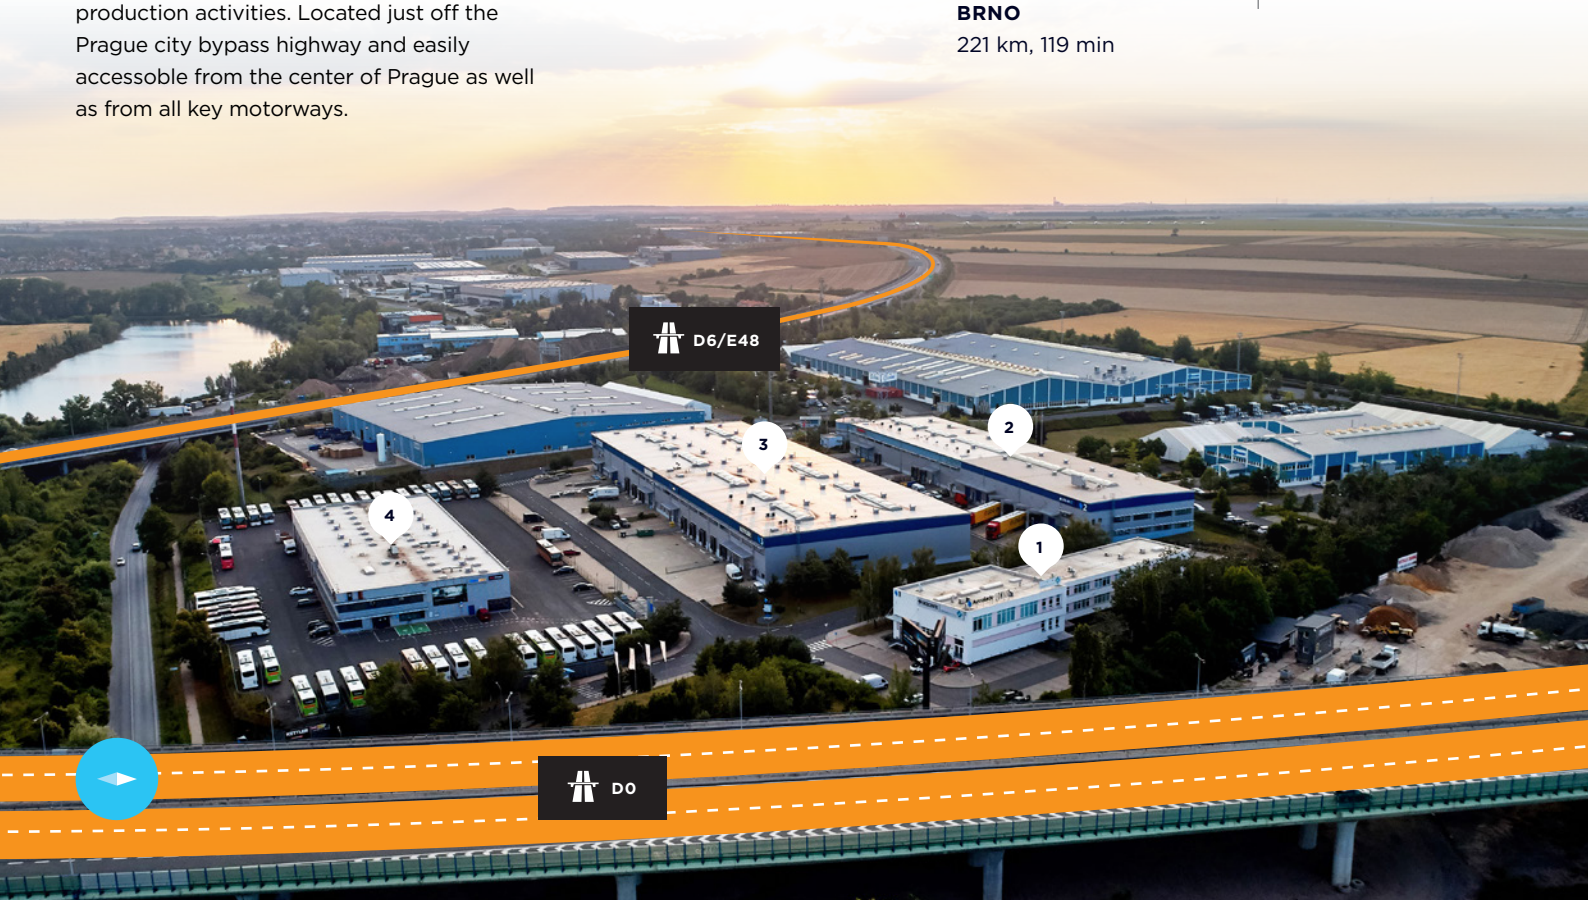 production activities. Located just off the
Prague city bypass highway and easily
accessoble from the center of Prague as well
as from all key motorways.
BRNO
221 km, 119 min
D6/E48
2
3
4
1
D0